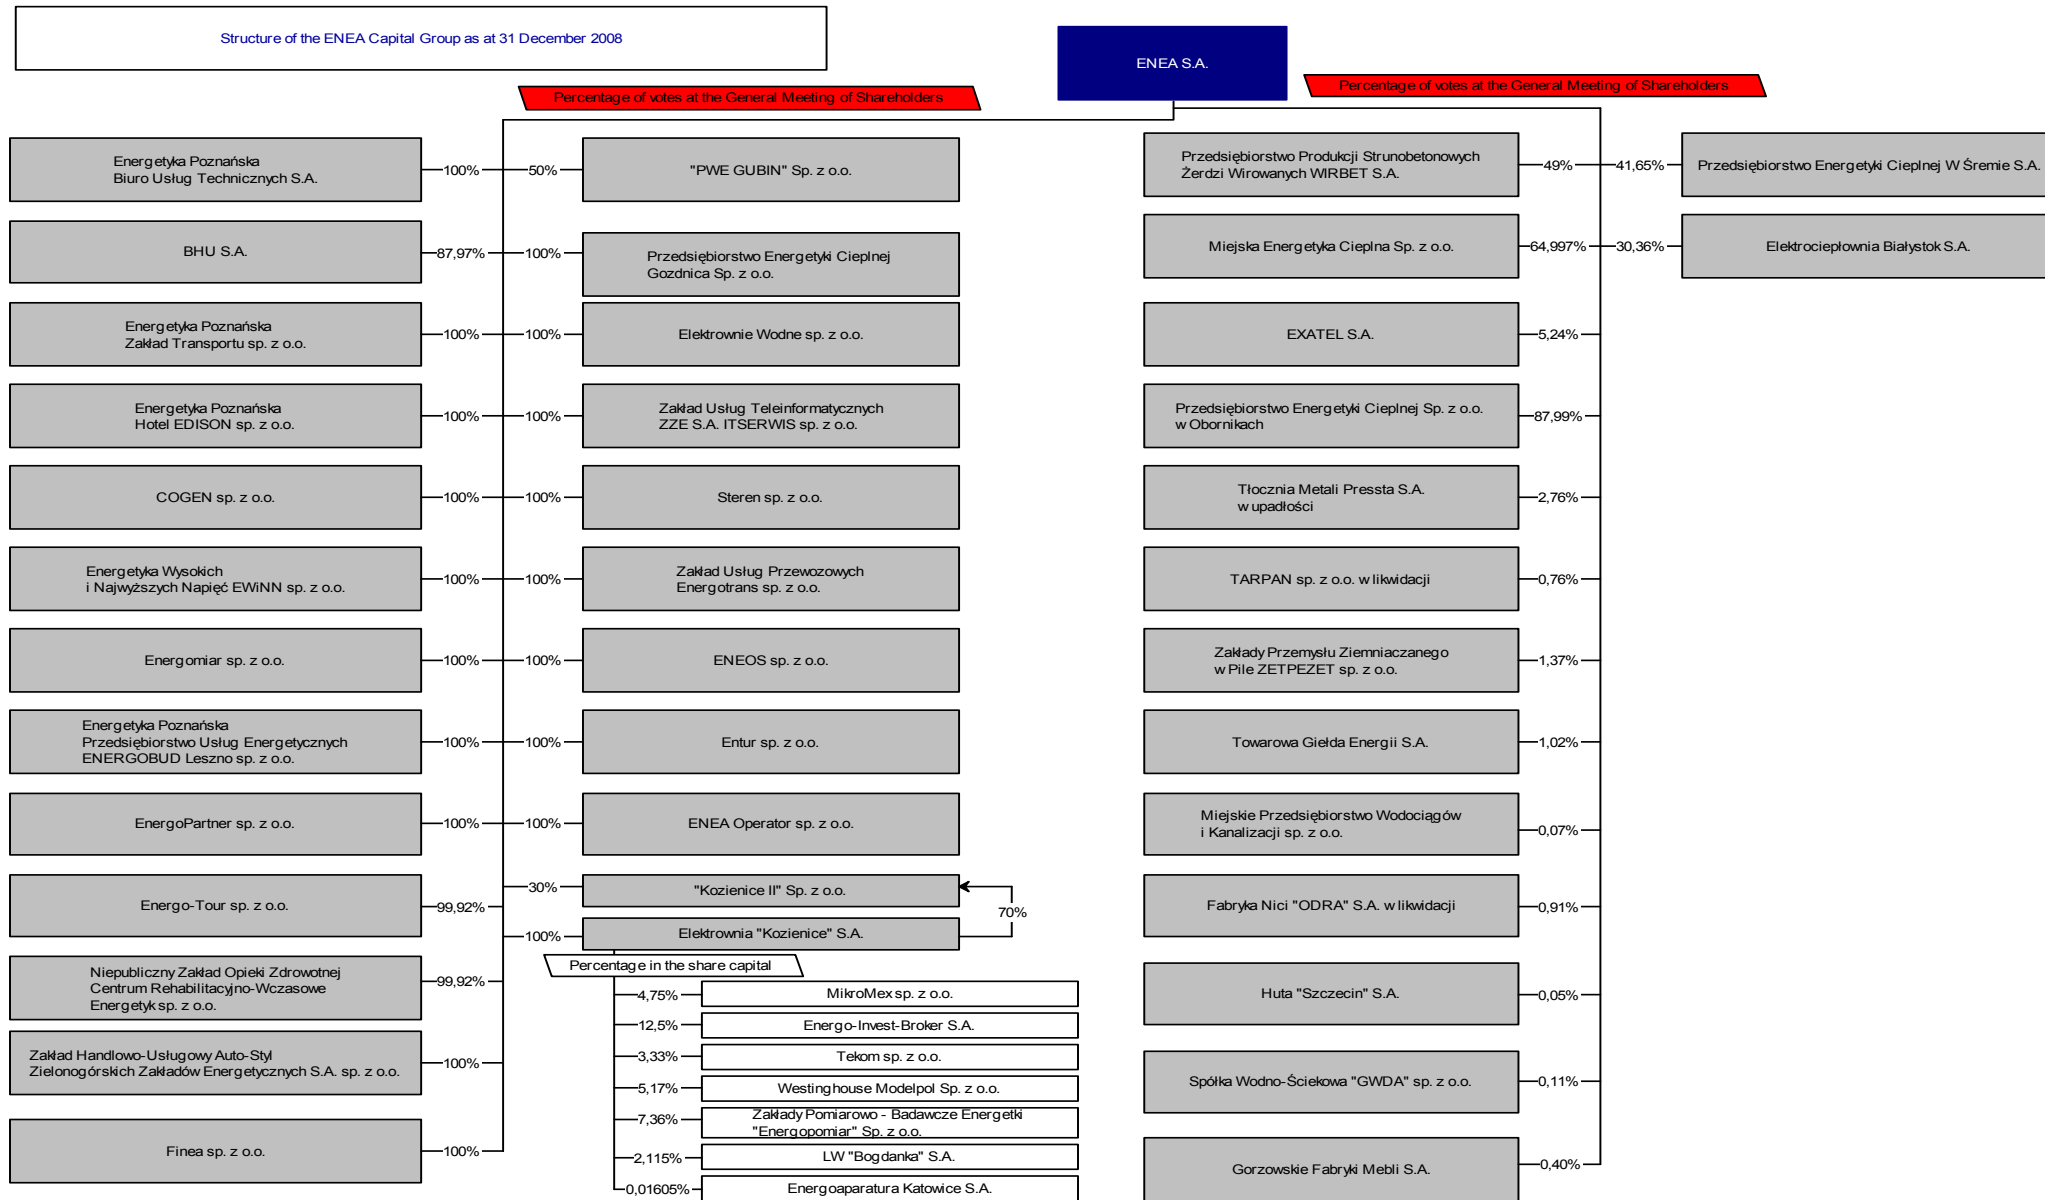 Structure of the ENEA Capital Group as at 31 December 2008
ENEA S.A.
Percentage of votes at the General Meeting of Shareholders
Percentage of votes at the General Meeting of Shareholders
Energetyka Poznańska
Biuro Usług Technicznych S.A.
100%
50%
"PWE GUBIN" Sp. z o.o.
BHU S.A.
87,97%
100%
Przedsiębiorstwo Energetyki Cieplnej
Gozdnica Sp. z o.o.
Energetyka Poznańska
Zakład Transportu sp. z o.o.
100%
100%
Elektrownie Wodne sp. z o.o.
Energetyka Poznańska
Hotel EDISON sp. z o.o.
100%
100%
Zakład Usług Teleinformatycznych
ZZE S.A. ITSERWIS sp. z o.o.
COGEN sp. z o.o.
100%
100%
Steren sp. z o.o.
Energetyka Wysokich
i Najwyższych Napięć EWiNN sp. z o.o.
100%
100%
Zakład Usług Przewozowych
Energotrans sp. z o.o.
Energomiar sp. z o.o.
100%
100%
ENEOS sp. z o.o.
Energetyka Poznańska
Przedsiębiorstwo Usług Energetycznych
ENERGOBUD Leszno sp. z o.o.
100%
100%
Entur sp. z o.o.
EnergoPartner sp. z o.o.
100%
100%
ENEA Operator sp. z o.o.
Energo-Tour sp. z o.o.
99,92%
30%
"Kozienice II" Sp. z o.o.
70%
100%
Elektrownia "Kozienice" S.A.
Niepubliczny Zakład Opieki Zdrowotnej
Centrum Rehabilitacyjno-Wczasowe
Energetyk sp. z o.o.
99,92%
Zakład Handlowo-Usługowy Auto-Styl
Zielonogórskich Zakładów Energetycznych S.A. sp. z o.o.
100%
Finea sp. z o.o.
100%
Percentage in the share capital
4,75%
MikroMex sp. z o.o.
12,5%
Energo-Invest-Broker S.A.
3,33%
Tekom sp. z o.o.
5,17%
Westinghouse Modelpol Sp. z o.o.
7,36%
Zakłady Pomiarowo - Badawcze Energetki
"Energopomiar" Sp. z o.o.
2,115%
LW "Bogdanka" S.A.
0,01605%
Energoaparatura Katowice S.A.
Przedsiębiorstwo Produkcji Strunobetonowych
Żerdzi Wirowanych WIRBET S.A.
49%
41,65%
Przedsiębiorstwo Energetyki Cieplnej W Śremie S.A.
Miejska Energetyka Cieplna Sp. z o.o.
64,997%
30,36%
Elektrociepłownia Białystok S.A.
EXATEL S.A.
5,24%
Przedsiębiorstwo Energetyki Cieplnej Sp. z o.o.
w Obornikach
87,99%
Tłocznia Metali Pressta S.A.
w upadłości
2,76%
TARPAN sp. z o.o. w likwidacji
0,76%
Zakłady Przemysłu Ziemniaczanego
w Pile ZETPEZET sp. z o.o.
1,37%
Towarowa Giełda Energii S.A.
1,02%
Miejskie Przedsiębiorstwo Wodociągów
i Kanalizacji sp. z o.o.
0,07%
Fabryka Nici "ODRA" S.A. w likwidacji
0,91%
Huta "Szczecin" S.A.
0,05%
Spółka Wodno-Ściekowa "GWDA" sp. z o.o.
0,11%
Gorzowskie Fabryki Mebli S.A.
0,40%